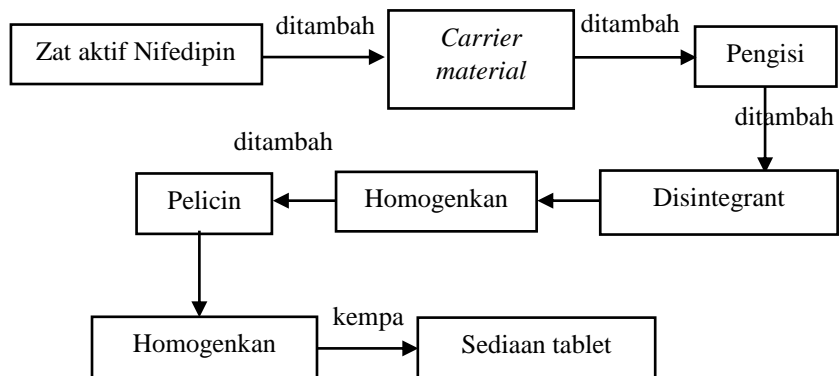 Zat aktif Nifedipin
ditambah
Carrier
material
ditambah
Pengisi
ditambah
Disintegrant
Homogenkan
ditambah
Pelicin
Homogenkan
kempa
Sediaan tablet